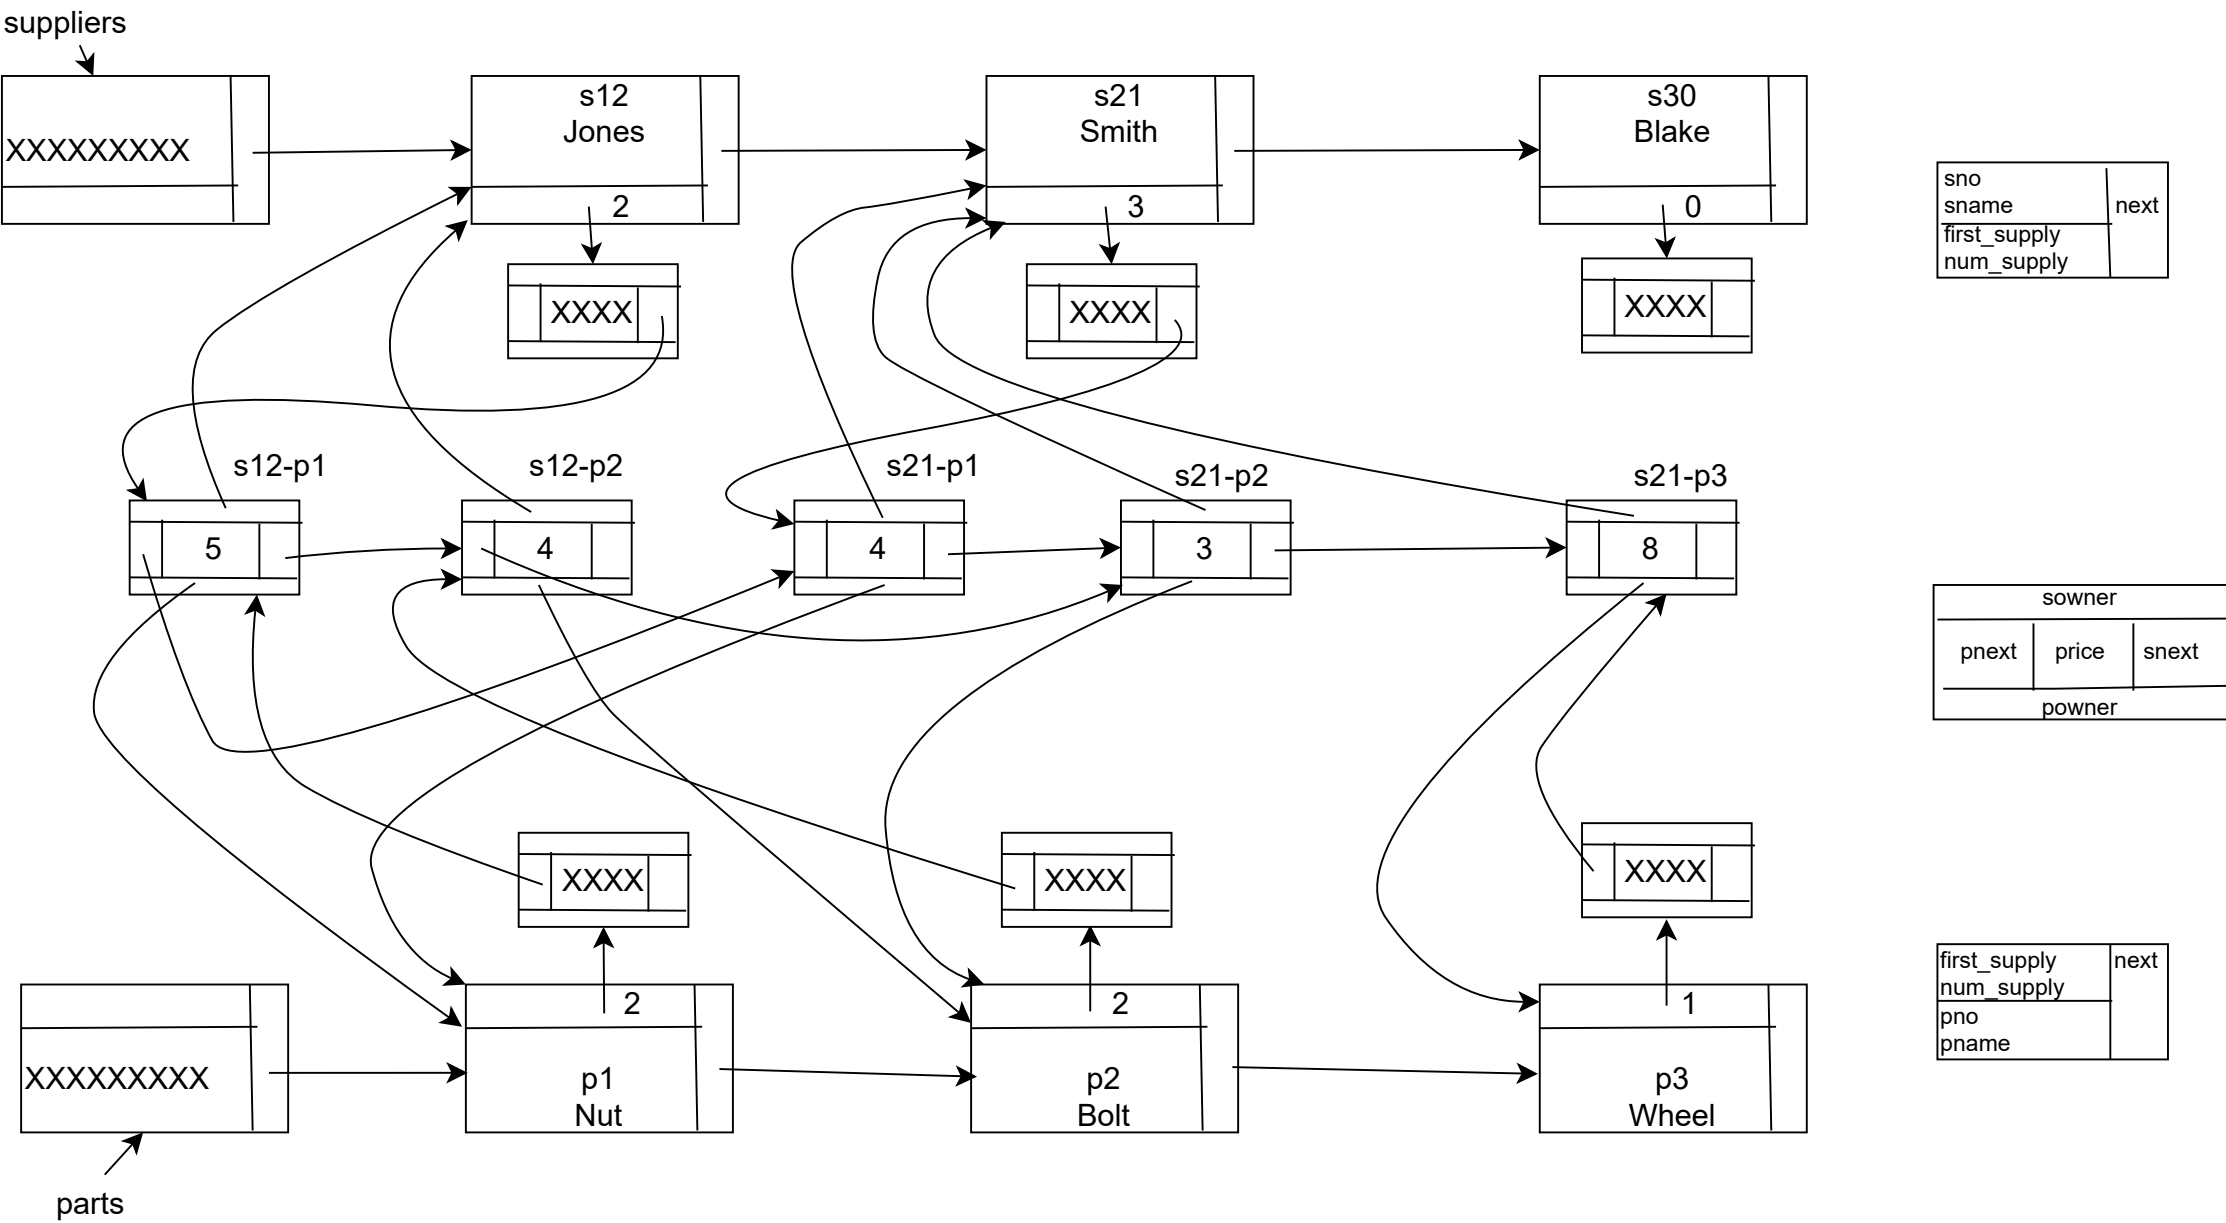 suppliers
XXXXXXXXX
s12
Jones
2
s21
Smith
3
s30
Blake
0
sno
sname
next
first_supply
num_supply
XXXX
XXXX
XXXX
s12-p1
s12-p2
s21-p1
s21-p2
s21-p3
5
4
4
3
8
sowner
pnext
price
snext
powner
XXXX
XXXX
XXXX
first_supply
num_supply
next
pno
pname
XXXXXXXXX
2
p1
Nut
2
p2
Bolt
1
p3
Wheel
parts